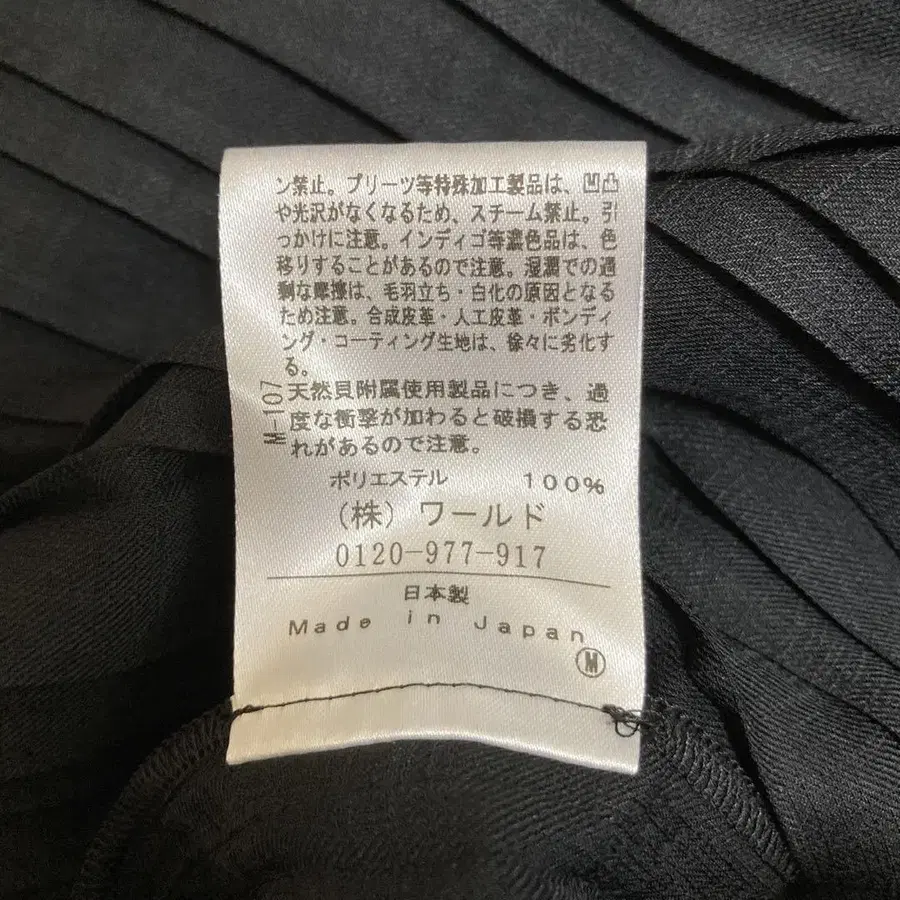 ン禁止。プリーツ等特殊加工製品は、凹凸
や光沢がなくなるため、スチーム禁止。引
っかけに注意。インディゴ等濃色品は、色
移りすることがあるので注意。湿潤での過
剰な摩擦は、毛羽立ち・白化の原因となる
ため注意。合成皮革・人工皮革・ボンディ
ング・コーティング生地は、徐々に劣化す
る。
M-107
天然貝附属使用製品につき、過
度な衝撃が加わると破損する恐
れがあるので注意。
ポリエステル 100%
(株) ワールド
0120-977-917
日本製
Made in Japan
M